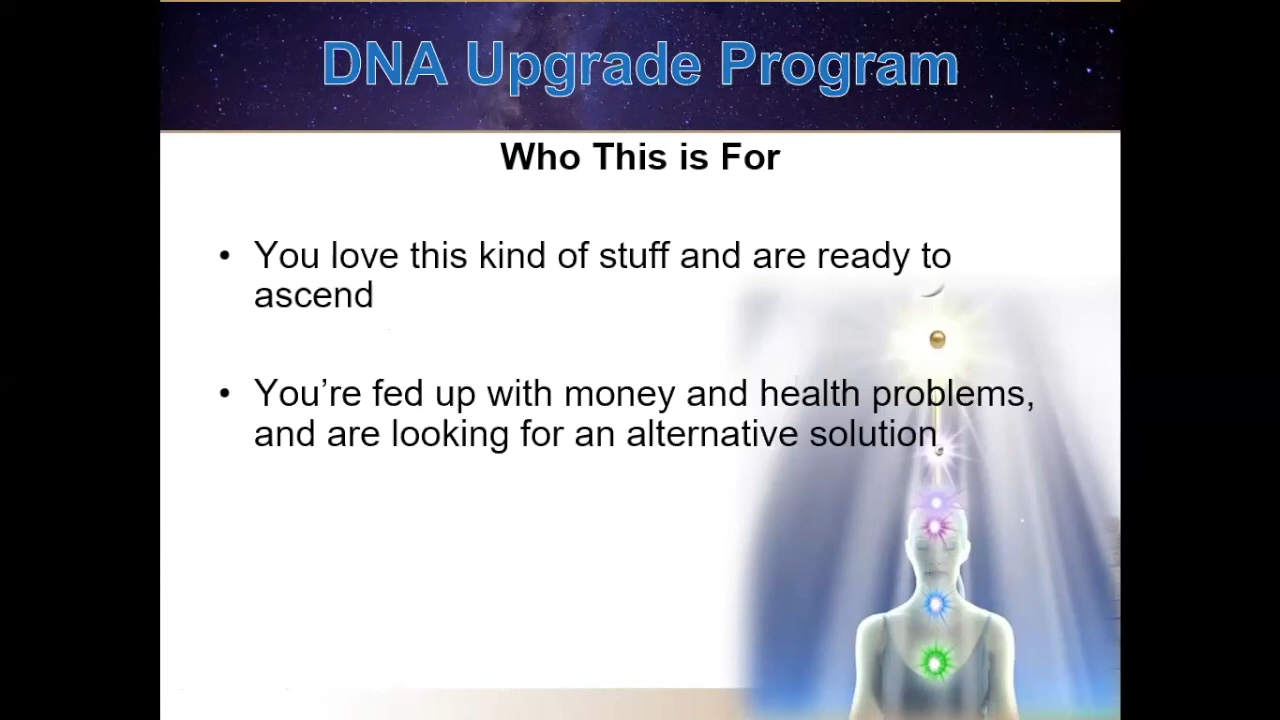 DNA Upgrade Program
Who This is For
• You love this kind of stuff and are ready to
ascend
• You’re fed up with money and health problems,
and are looking for an alternative solution